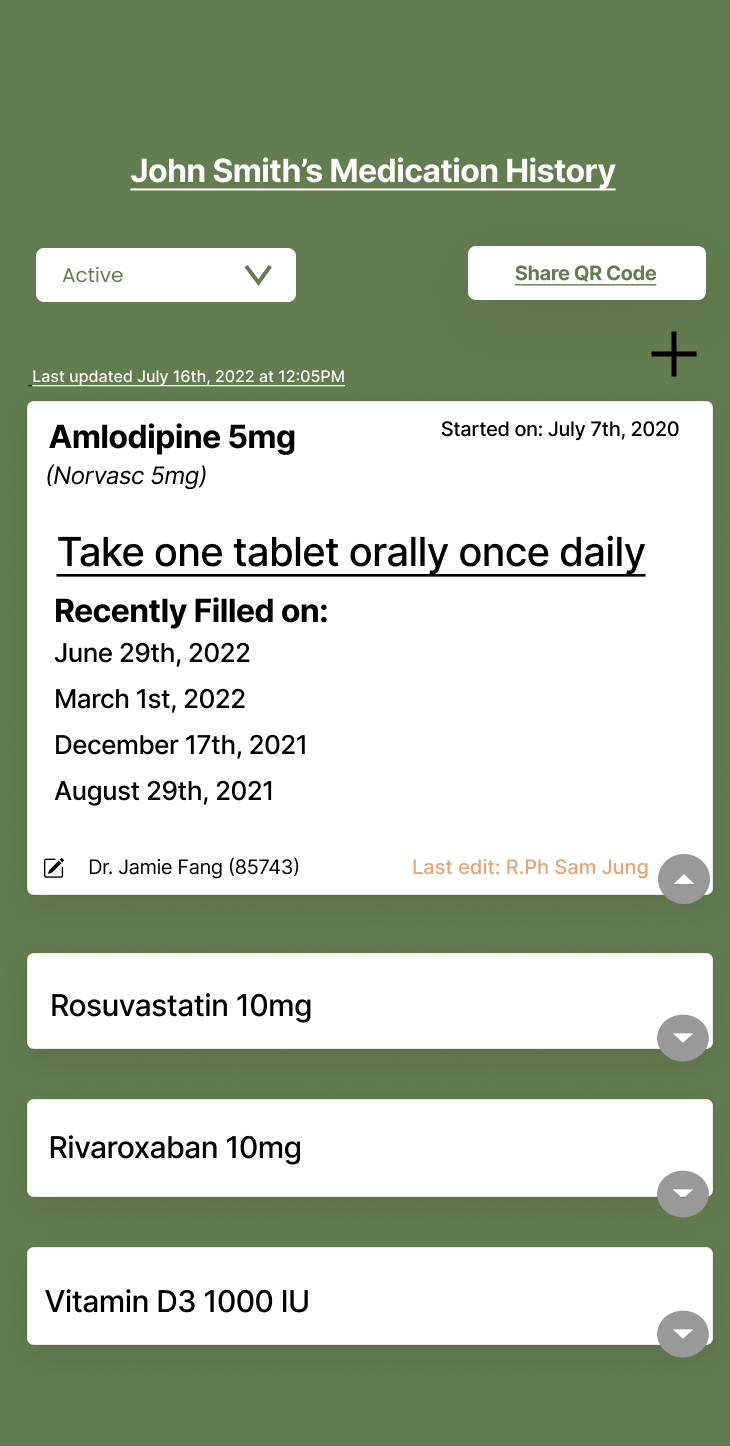 John Smith’s Medication History
Active
Share QR Code
Last updated July 16th, 2022 at 12:05PM
Amlodipine 5mg
Started on: July 7th, 2020
(Norvasc 5mg)
Take one tablet orally once daily
Recently Filled on:
June 29th, 2022
March 1st, 2022
December 17th, 2021
August 29th, 2021
Dr. Jamie Fang (85743)
Last edit: R.Ph Sam Jung
Rosuvastatin 10mg
Rivaroxaban 10mg
Vitamin D3 1000 IU